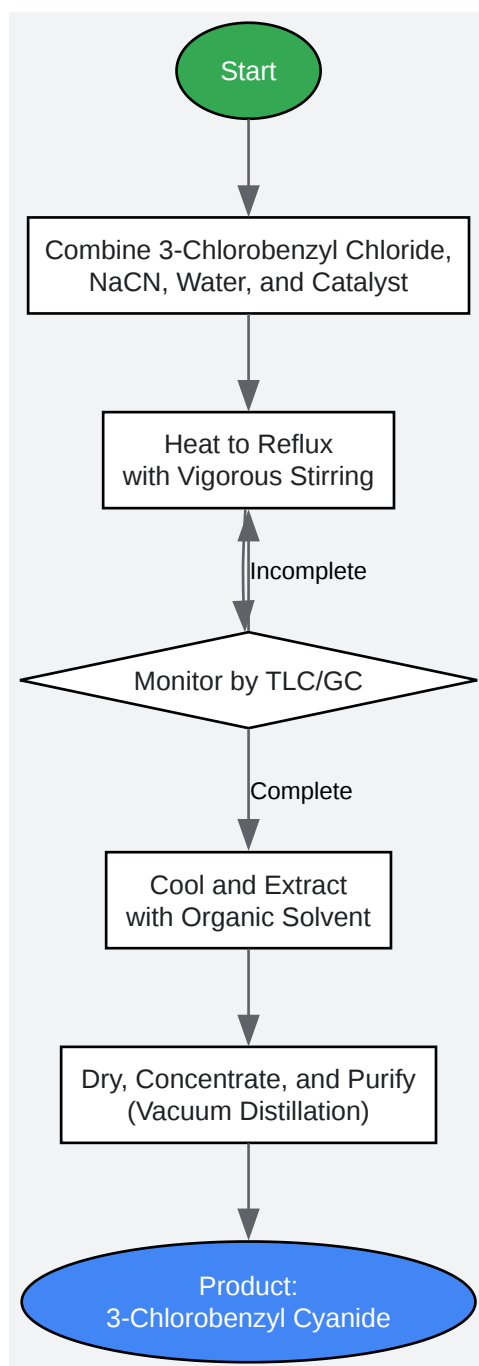 Start
Combine 3-Chlorobenzyl Chloride,
NaCN, Water, and Catalyst
Heat to Reflux
with Vigorous Stirring
Incomplete
Monitor by TLC/GC
Complete
Cool and Extract
with Organic Solvent
Dry, Concentrate, and Purify
(Vacuum Distillation)
Product:
3-Chlorobenzyl Cyanide